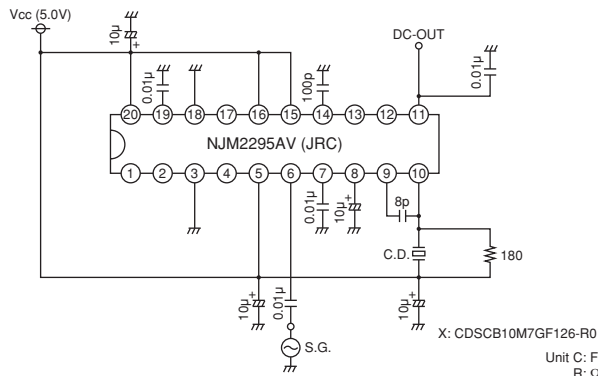 Vcc (5.0V)
10μ
+
DC-OUT
0.01μ
100p
0.01μ
20 19 18 17 16 15 14 13 12 11
NJM2295AV (JRC)
1 2 3 4 5 6 7 8 9 10
0.01μ
10μ
+
8p
C.D.
180
10μ
+
0.01μ
10μ
+
S.G.
X: CDSCB10M7GF126-R0
Unit C: F
R: Ω